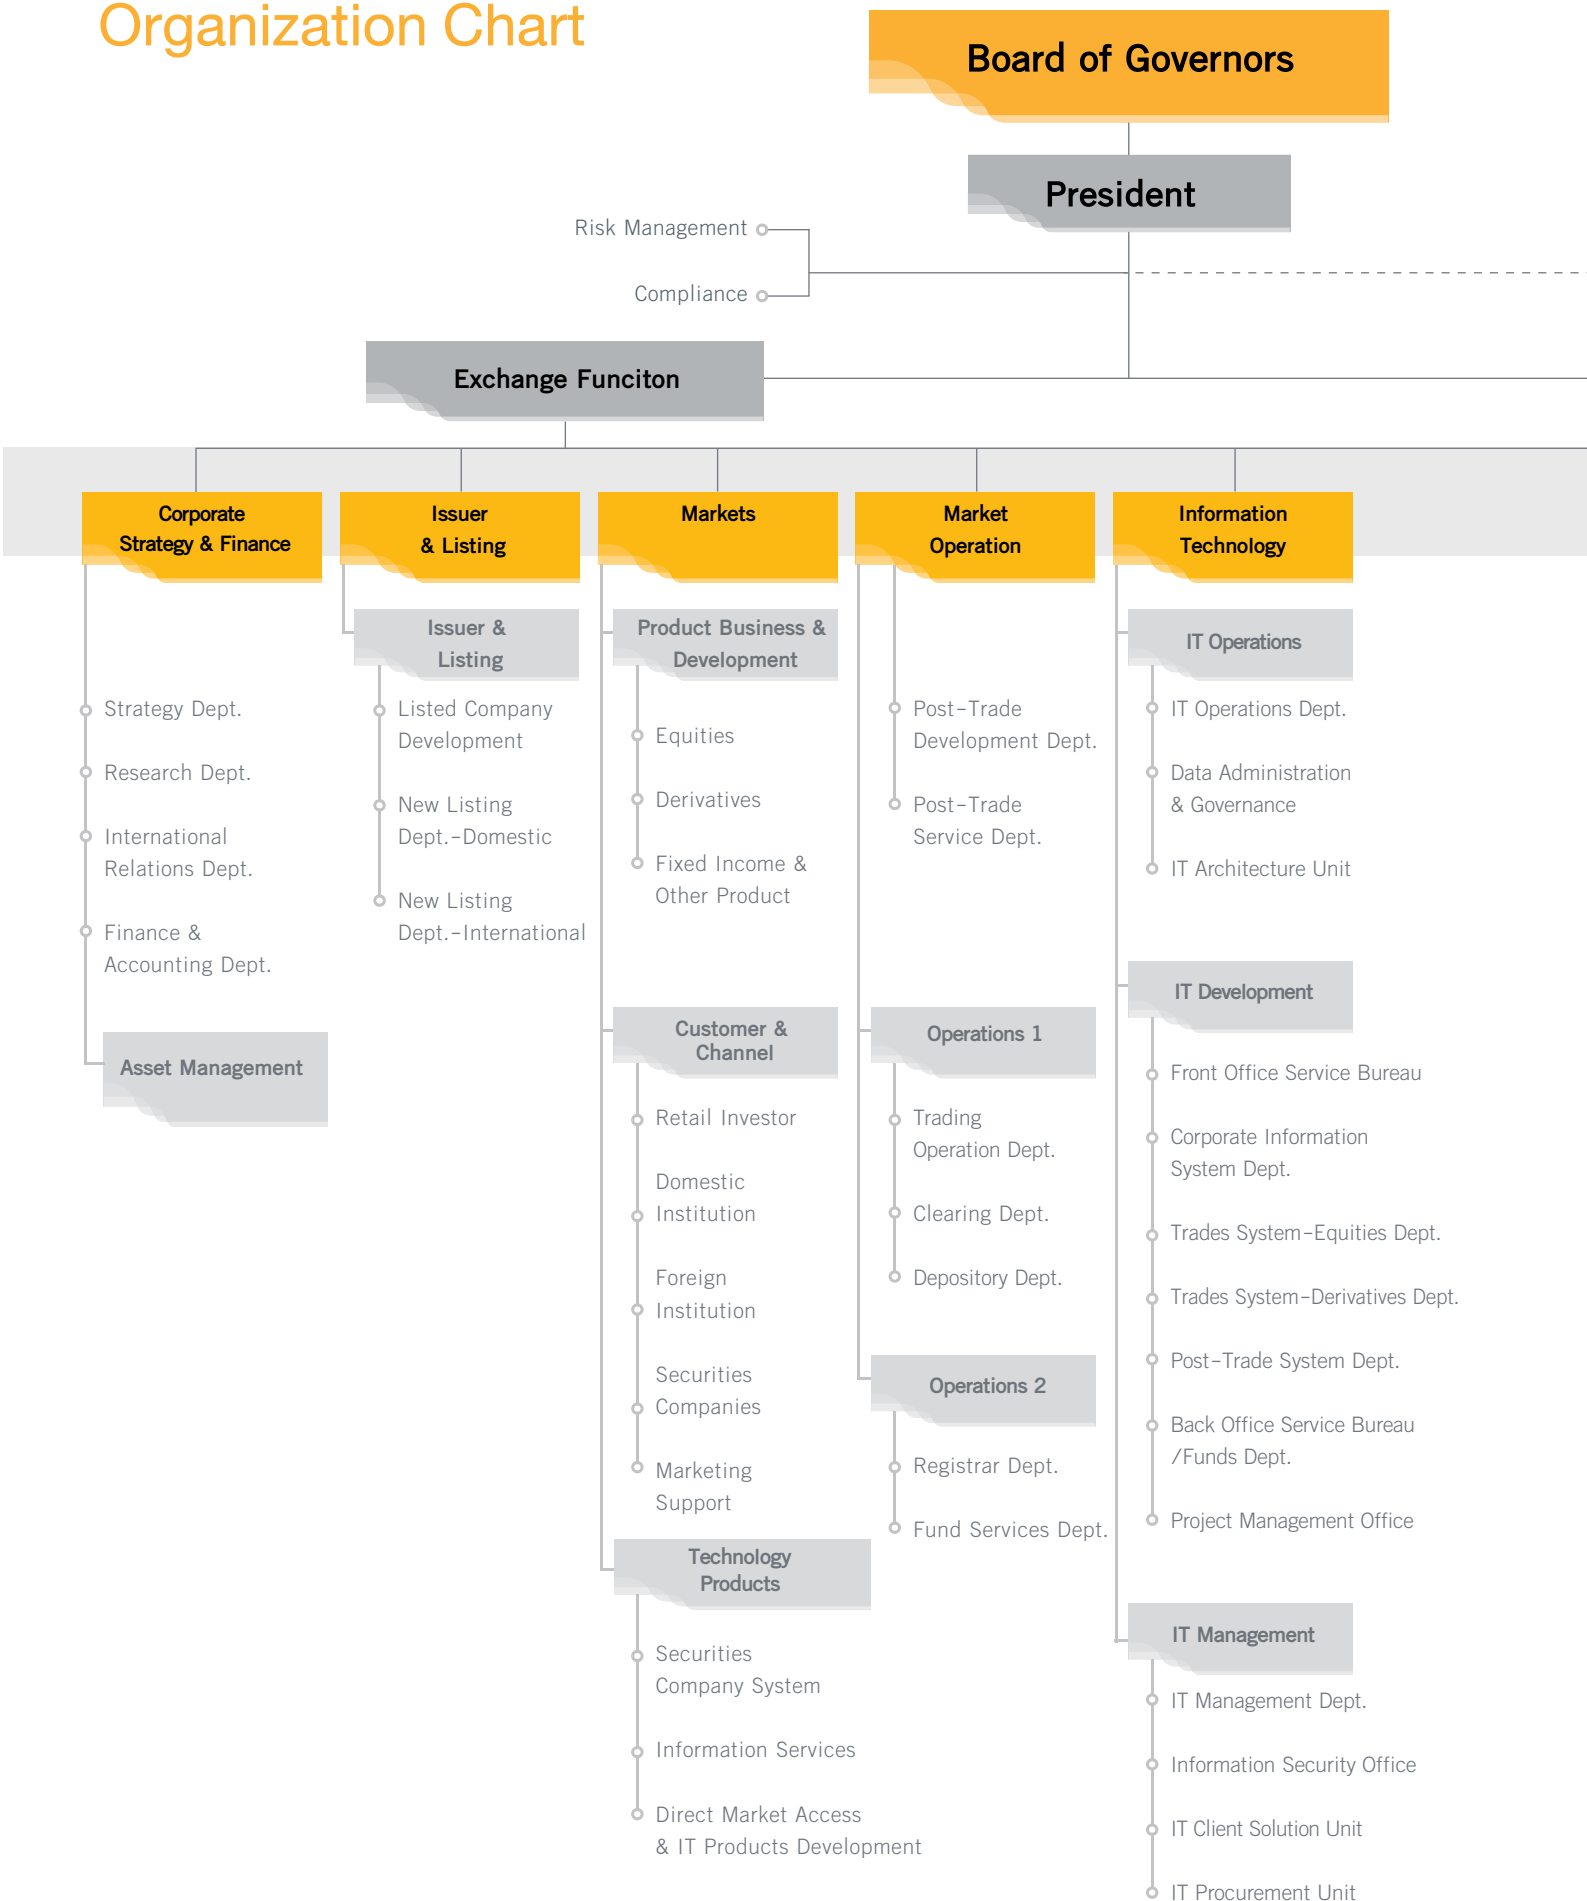 Organization Chart
Board of Governors
President
Risk Management
Compliance
Exchange Funciton
Corporate
Strategy & Finance
Strategy Dept.
Research Dept.
International
Relations Dept.
Finance &
Accounting Dept.
Asset Management
Issuer
& Listing
Issuer &
Listing
Listed Company
Development
New Listing
Dept.-Domestic
New Listing
Dept.-International
Markets
Product Business &
Development
Equities
Derivatives
Fixed Income &
Other Product
Customer &
Channel
Retail Investor
Domestic
Institution
Foreign
Institution
Securities
Companies
Marketing
Support
Technology
Products
Securities
Company System
Information Services
Direct Market Access
& IT Products Development
Market
Operation
Post-Trade
Development Dept.
Post-Trade
Service Dept.
Operations 1
Trading
Operation Dept.
Clearing Dept.
Depository Dept.
Operations 2
Registrar Dept.
Fund Services Dept.
Information
Technology
IT Operations
IT Operations Dept.
Data Administration
& Governance
IT Architecture Unit
IT Development
Front Office Service Bureau
Corporate Information
System Dept.
Trades System-Equities Dept.
Trades System-Derivatives Dept.
Post-Trade System Dept.
Back Office Service Bureau
/Funds Dept.
Project Management Office
IT Management
IT Management Dept.
Information Security Office
IT Client Solution Unit
IT Procurement Unit